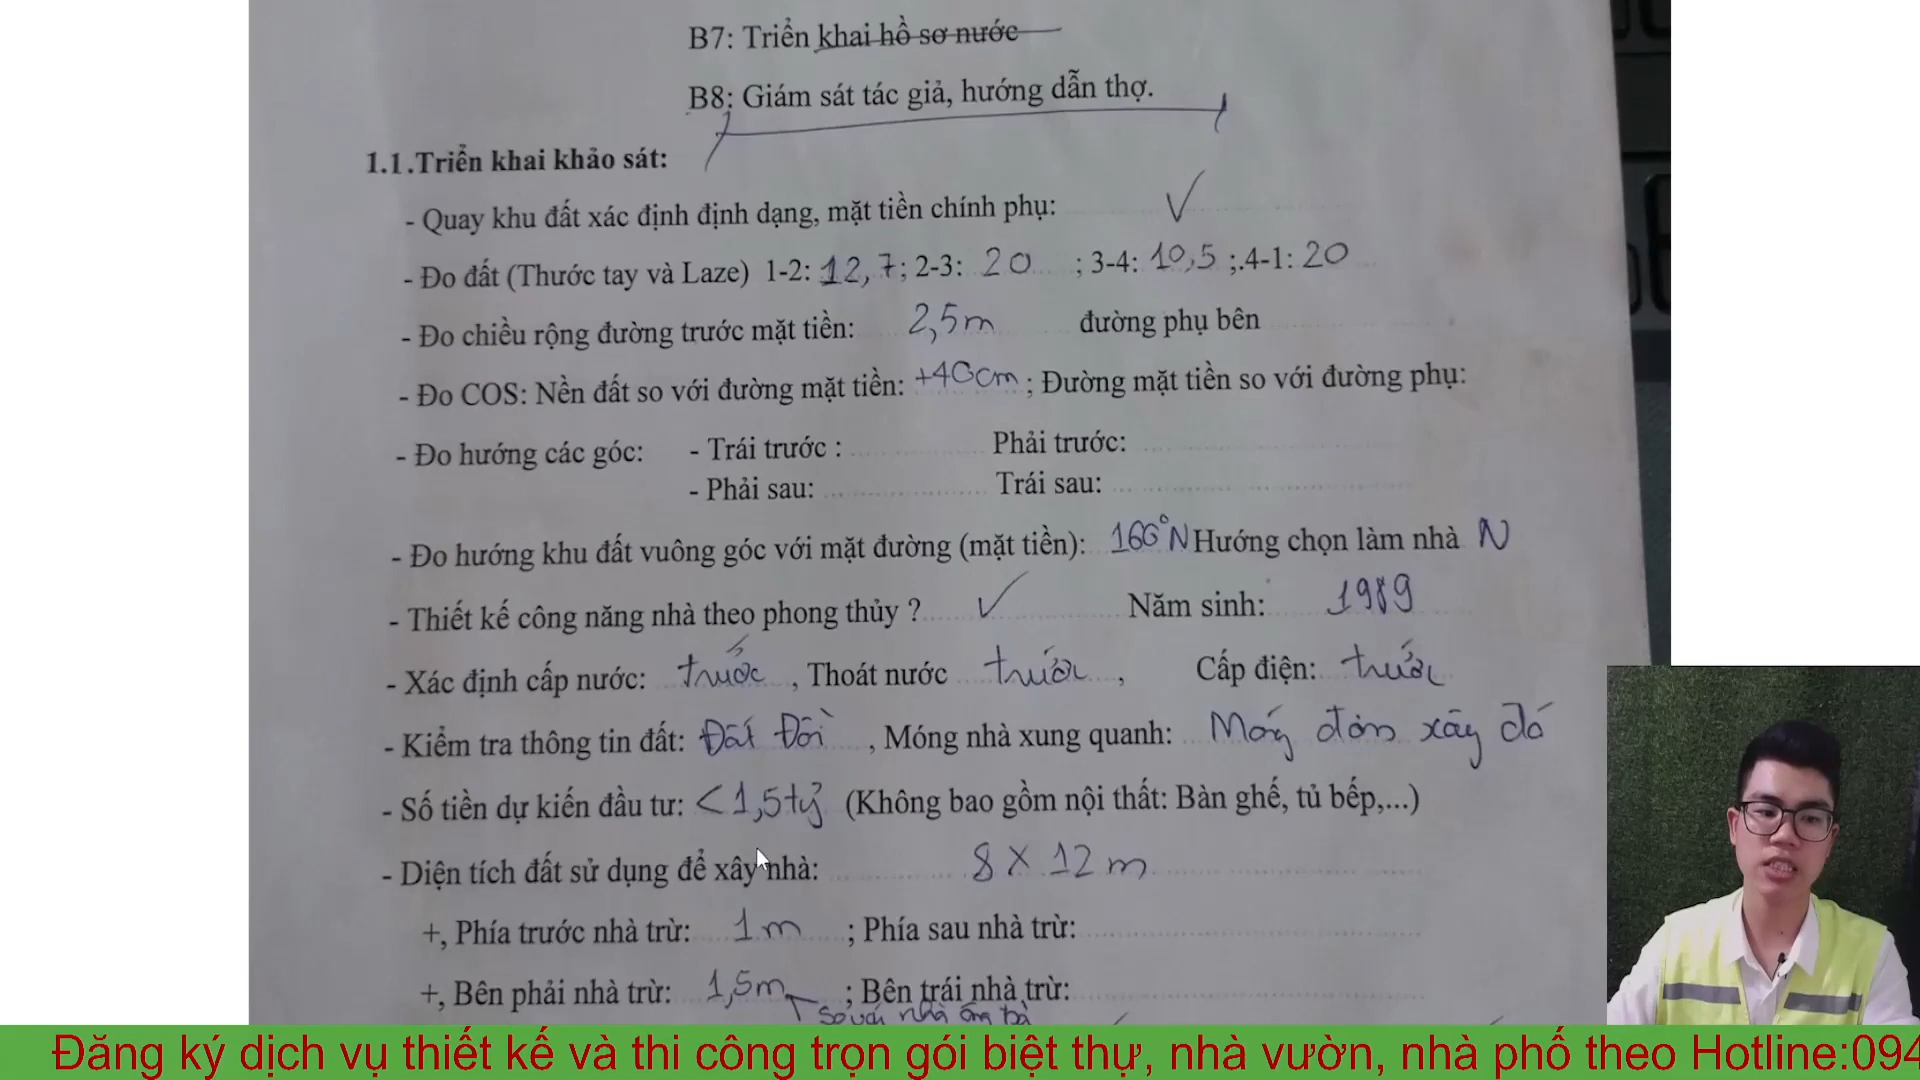 B7: Triển khai hồ sơ nước
B8: Giám sát tác giả, hướng dẫn thợ.
1.1.Triển khai khảo sát:
- Quay khu đất xác định định dạng, mặt tiền chính phụ: ✓
- Đo đất (Thước tay và Laze) 1-2: 12,7; 2-3: 20 ; 3-4: 10,5 ;.4-1: 20
- Đo chiều rộng đường trước mặt tiền: 2,5m đường phụ bên
- Đo COS: Nền đất so với đường mặt tiền: +40cm ; Đường mặt tiền so với đường phụ:
- Đo hướng các góc: - Trái trước : Phải trước:
- Phải sau: Trái sau:
- Đo hướng khu đất vuông góc với mặt đường (mặt tiền): 160°N Hướng chọn làm nhà N
- Thiết kế công năng nhà theo phong thủy ? ✓ Năm sinh: 1989
- Xác định cấp nước: trước , Thoát nước trước , Cấp điện: trước
- Kiểm tra thông tin đất: Đất Đồi , Móng nhà xung quanh: Móng đơn xây đá
- Số tiền dự kiến đầu tư: <1,5tỷ (Không bao gồm nội thất: Bàn ghế, tủ bếp,...)
- Diện tích đất sử dụng để xây nhà: 8 x 12 m
+, Phía trước nhà trừ: 1m ; Phía sau nhà trừ:
+, Bên phải nhà trừ: 1,5m ; Bên trái nhà trừ:
so với nhà ông bà
Đăng ký dịch vụ thiết kế và thi công trọn gói biệt thự, nhà vườn, nhà phố theo Hotline:094